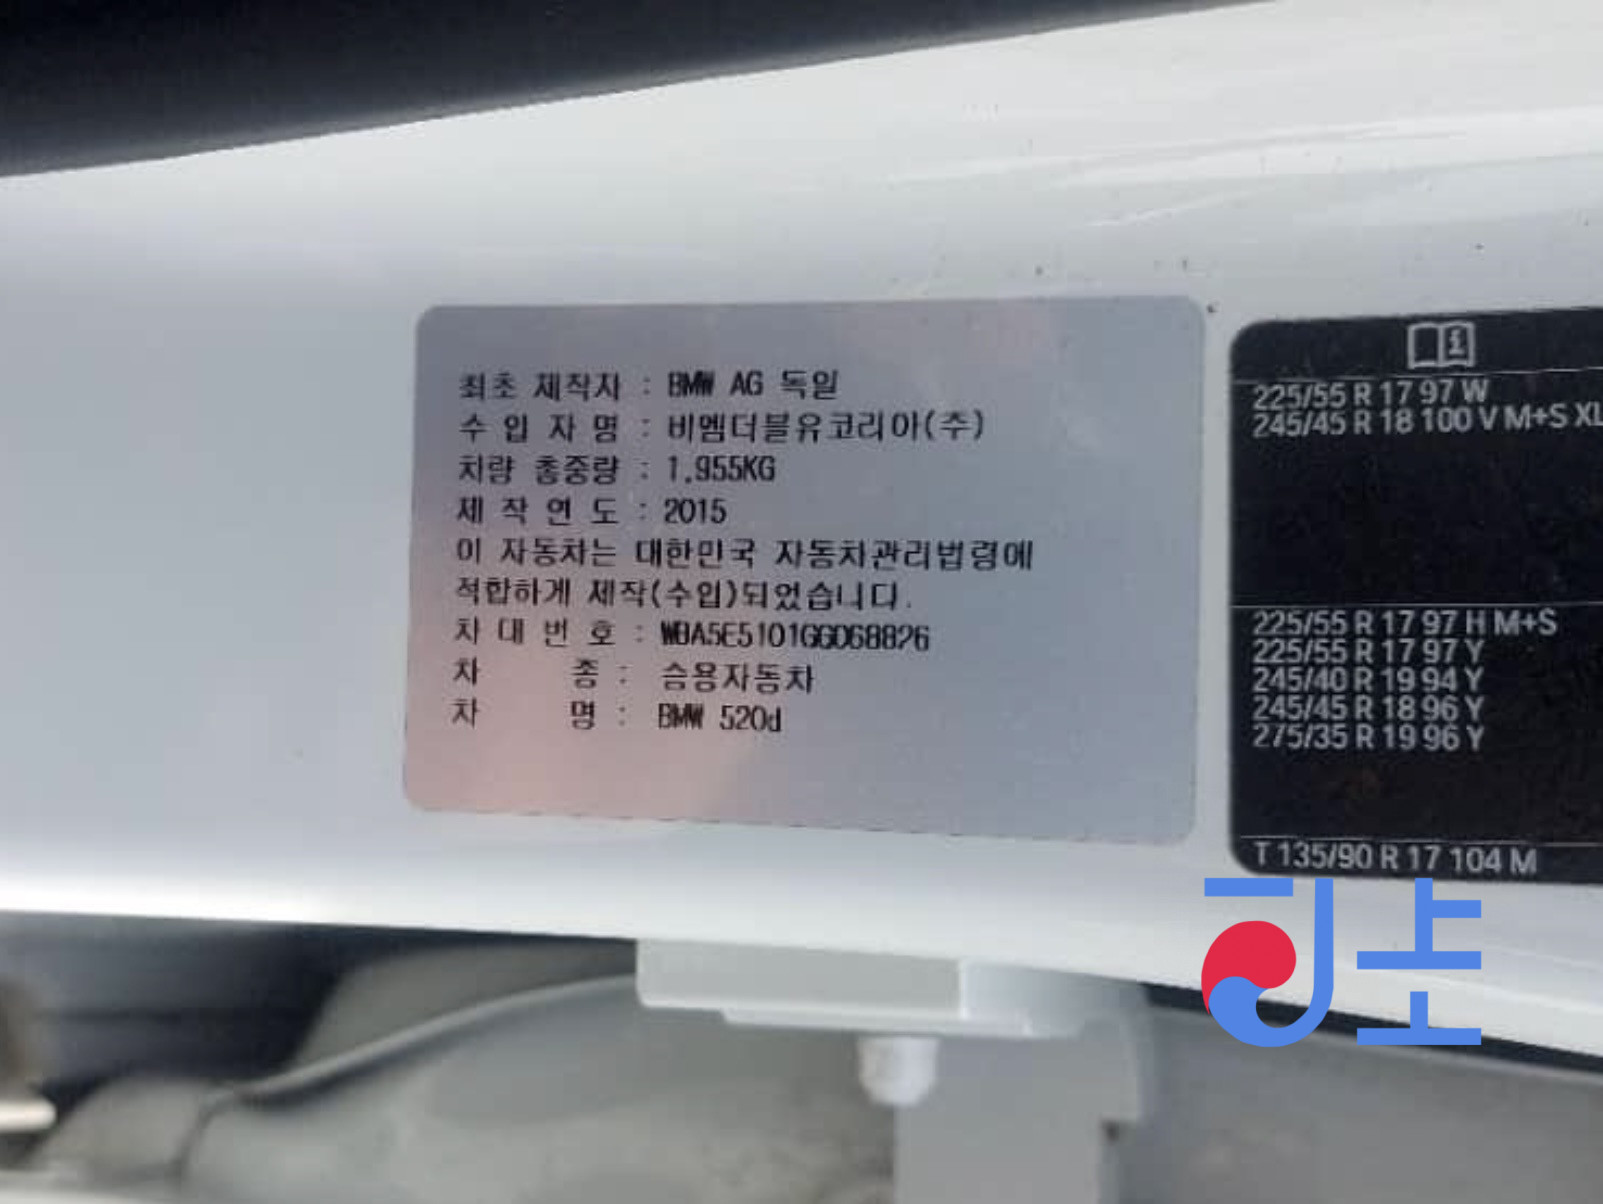 최초 제작자 : BMW AG 독일
수 입 자 명 : 비엠더블유코리아(주)
차량 총중량 : 1,955KG
제 작 연 도 : 2015
이 자동차는 대한민국 자동차관리법령에
적합하게 제작(수입)되었습니다.
차 대 번 호 : WBA5E5101GG068826
차 종 : 승용자동차
차 명 : BMW 520d
225/55 R 17 97 W
245/45 R 18 100 V M+S XL
225/55 R 17 97 H M+S
225/55 R 17 97 Y
245/40 R 19 94 Y
245/45 R 18 96 Y
275/35 R 19 96 Y
T 135/90 R 17 104 M